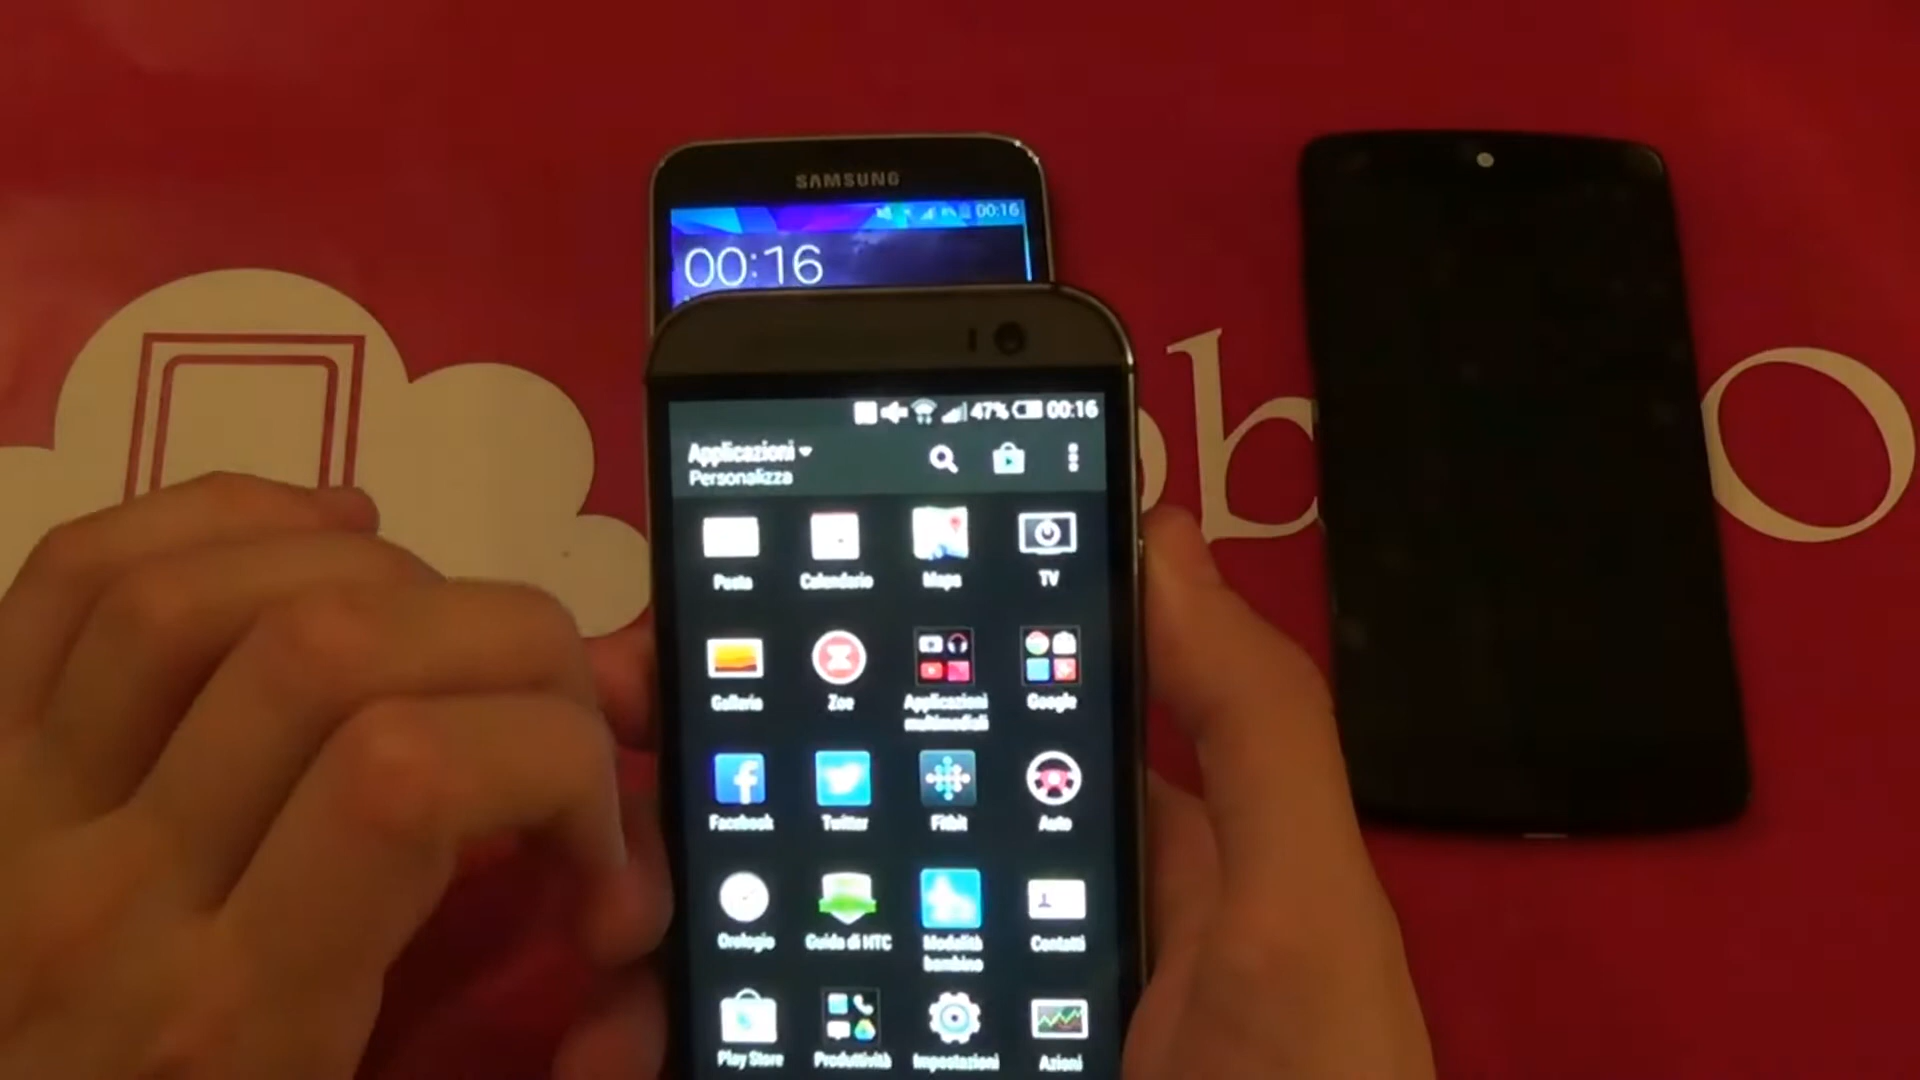 SAMSUNG
00:16
00:16
47% 00:16
Applicazioni
Personalizza
Posta Calendario Maps TV
Galleria Zoe Applicazioni multimediali Google
Facebook Twitter Fitbit Auto
Orologio Guida di HTC Modalità bambino Contatti
Play Store Produttività Impostazioni Azioni
b
O